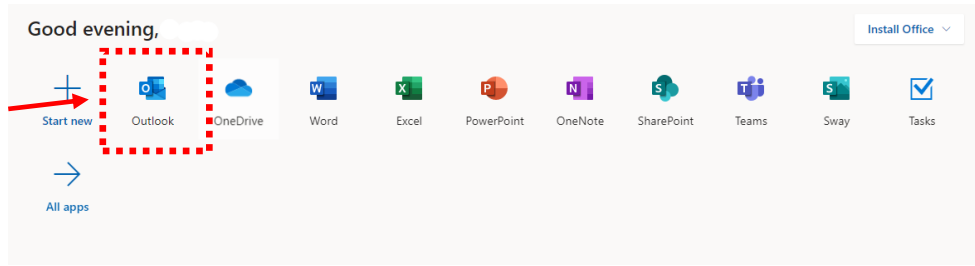 Good evening,
Install Office
Start new
Outlook
OneDrive
Word
Excel
PowerPoint
OneNote
SharePoint
Teams
Sway
Tasks
All apps